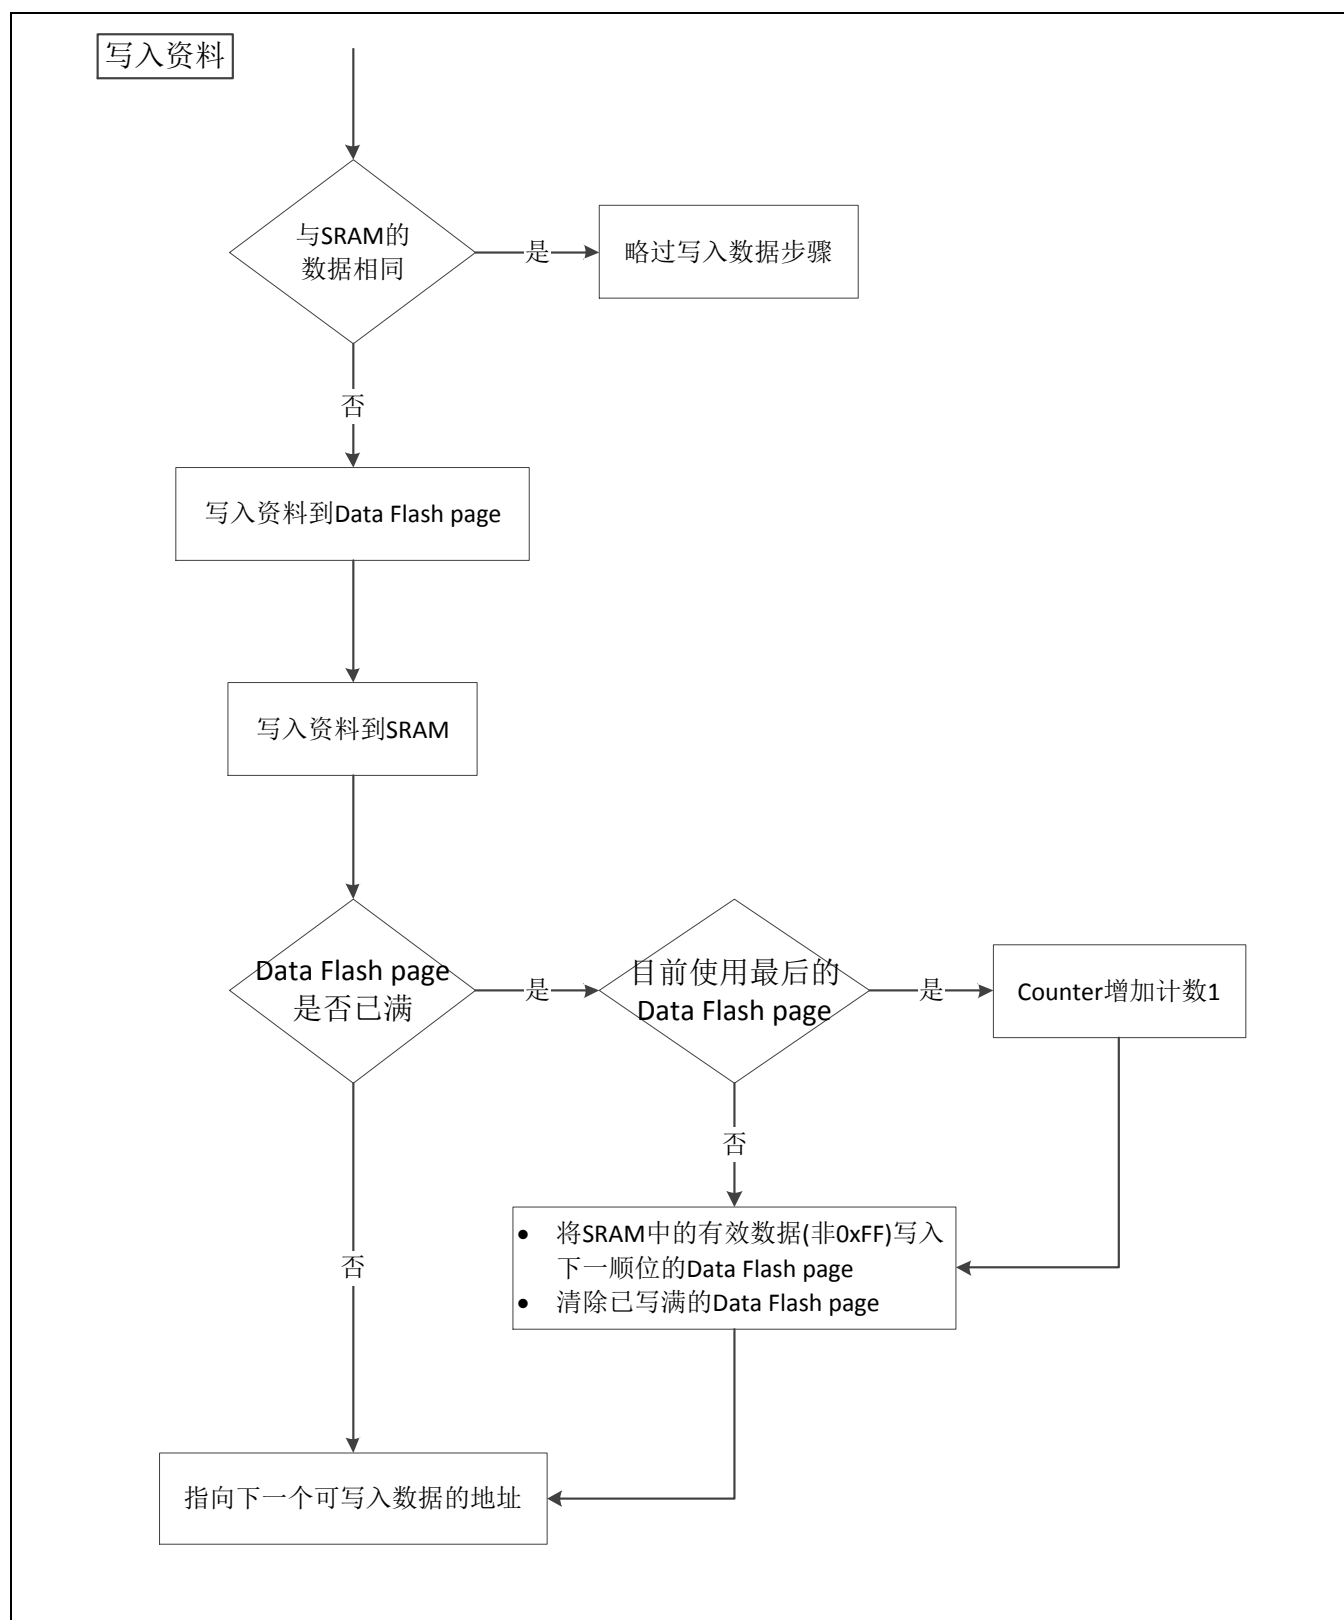 写入资料
与SRAM的
数据相同
是
略过写入数据步骤
否
写入资料到Data Flash page
写入资料到SRAM
Data Flash page
是否已满
是
目前使用最后的
Data Flash page
是
Counter增加计数1
否
否
• 将SRAM中的有效数据(非0xFF)写入
下一顺位的Data Flash page
• 清除已写满的Data Flash page
指向下一个可写入数据的地址